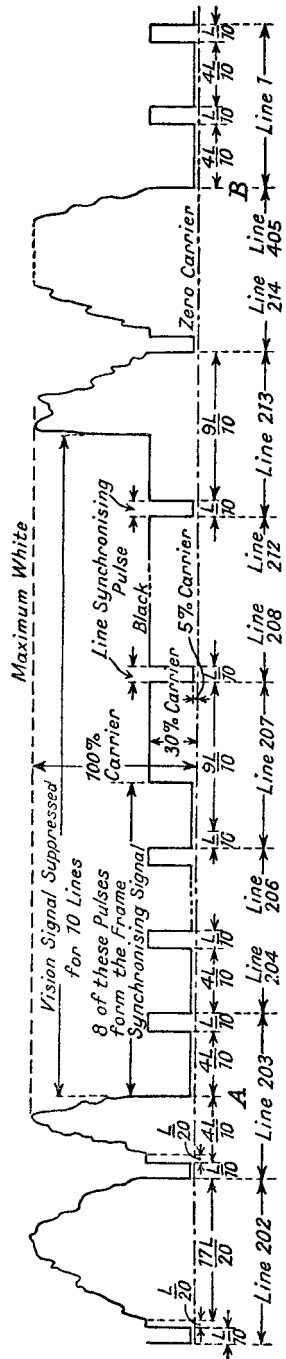 Maximum White
Vision Signal Suppressed
for 10 Lines
8 of these Pulses
form the Frame
Synchronising Signal
100%
Carrier
30% Carrier
Line Synchronising
Pulse
Black
5% Carrier
Zero Carrier
L/20
L/10
17L/20
L/20
L/10
4L/10
A
4L/10
L/10
4L/10
L/10
L/10
9L/10
L/10
L/10
9L/10
B
4L/10
L/10
4L/10
L/10
Line 202
Line 203
Line
204
Line
206
Line 207
Line
208
Line
212
Line 213
Line
214
Line
405
Line 1